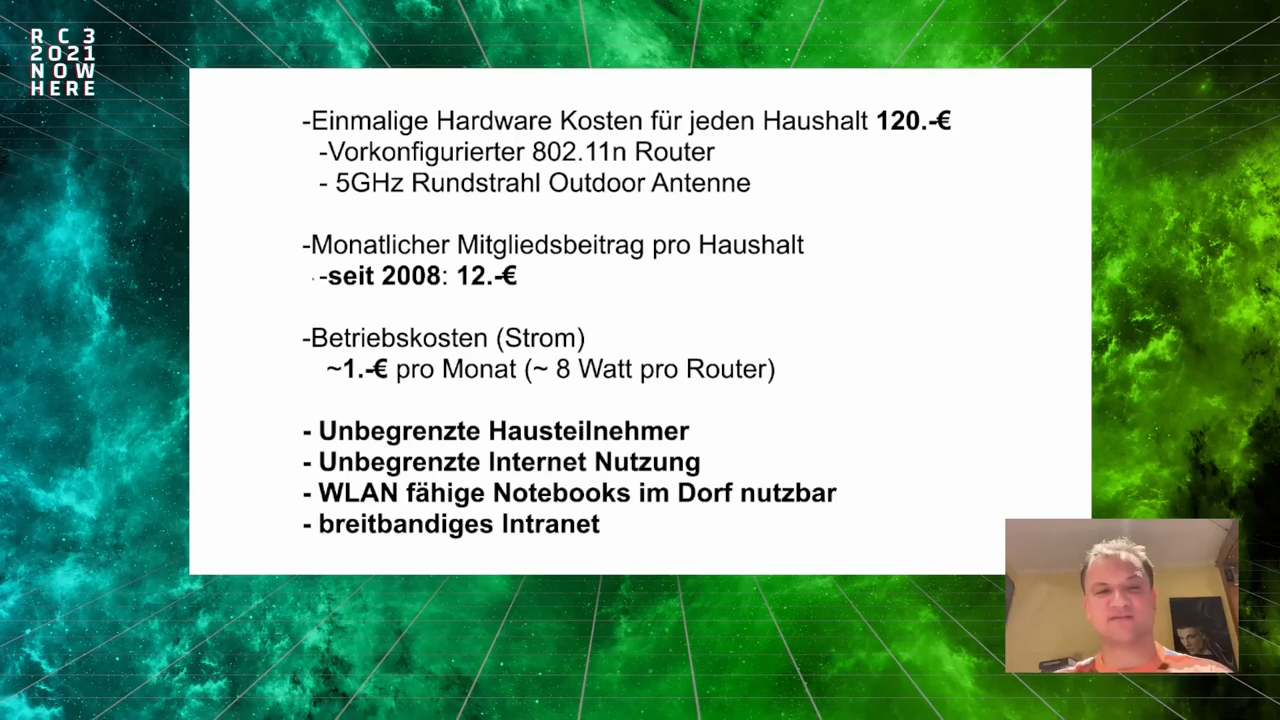 R C 3
2021
NOW
HERE
-Einmalige Hardware Kosten für jeden Haushalt 120.-€
-Vorkonfigurierter 802.11n Router
- 5GHz Rundstrahl Outdoor Antenne
-Monatlicher Mitgliedsbeitrag pro Haushalt
-seit 2008: 12.-€
-Betriebskosten (Strom)
~1.-€ pro Monat (~ 8 Watt pro Router)
- Unbegrenzte Hausteilnehmer
- Unbegrenzte Internet Nutzung
- WLAN fähige Notebooks im Dorf nutzbar
- breitbandiges Intranet